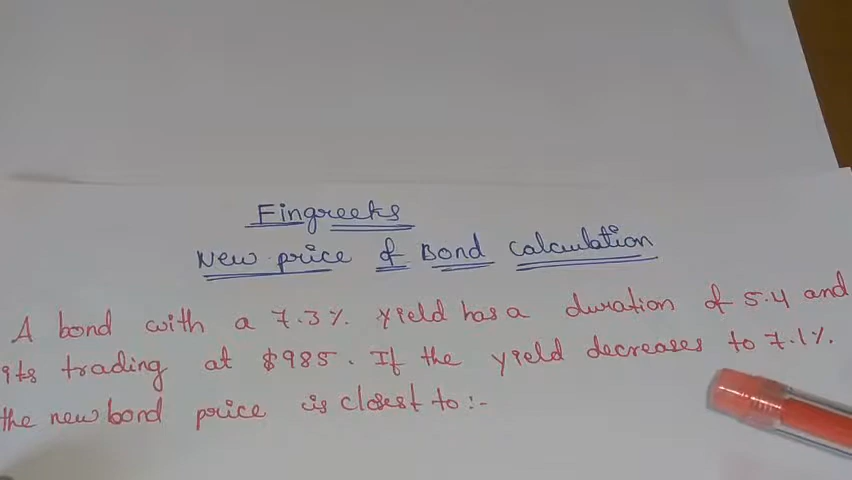 Fingreeks
New price of Bond calculation
A bond with a 7.3% yield has a duration of 5.4 and
its trading at $985. If the yield decreases to 7.1%.
the new bond price is closest to :-